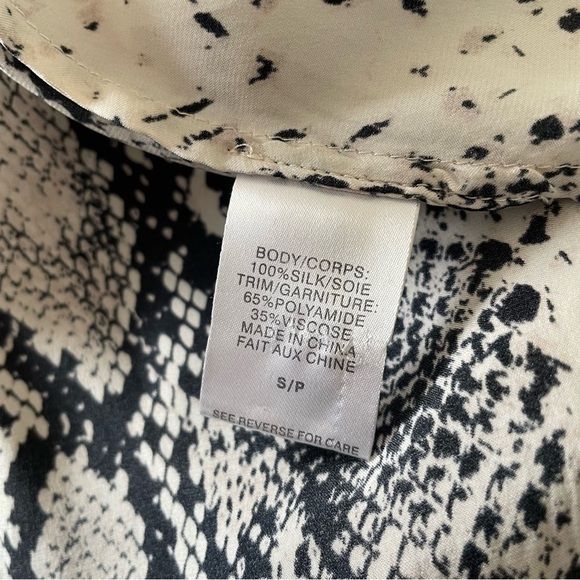 BODY/CORPS:
100%SILK/SOIE
TRIM/GARNITURE:
65%POLYAMIDE
35%VISCOSE
MADE IN CHINA
FAIT AUX CHINE
S/P
SEE REVERSE FOR CARE